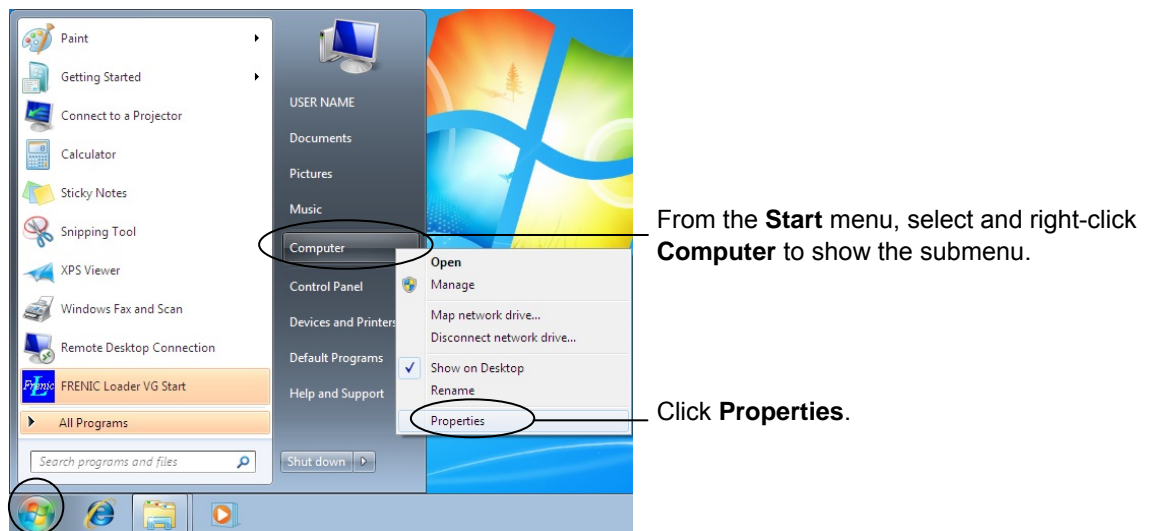 Paint
Getting Started
Connect to a Projector
Calculator
Sticky Notes
Snipping Tool
XPS Viewer
Windows Fax and Scan
Remote Desktop Connection
Frenic
FRENIC Loader VG Start
All Programs
Search programs and files
USER NAME
Documents
Pictures
Music
Computer
Control Panel
Devices and Printers
Default Programs
Help and Support
Shut down
Open
Manage
Map network drive...
Disconnect network drive...
Show on Desktop
Rename
Properties
From the Start menu, select and right-click
Computer to show the submenu.
Click Properties.